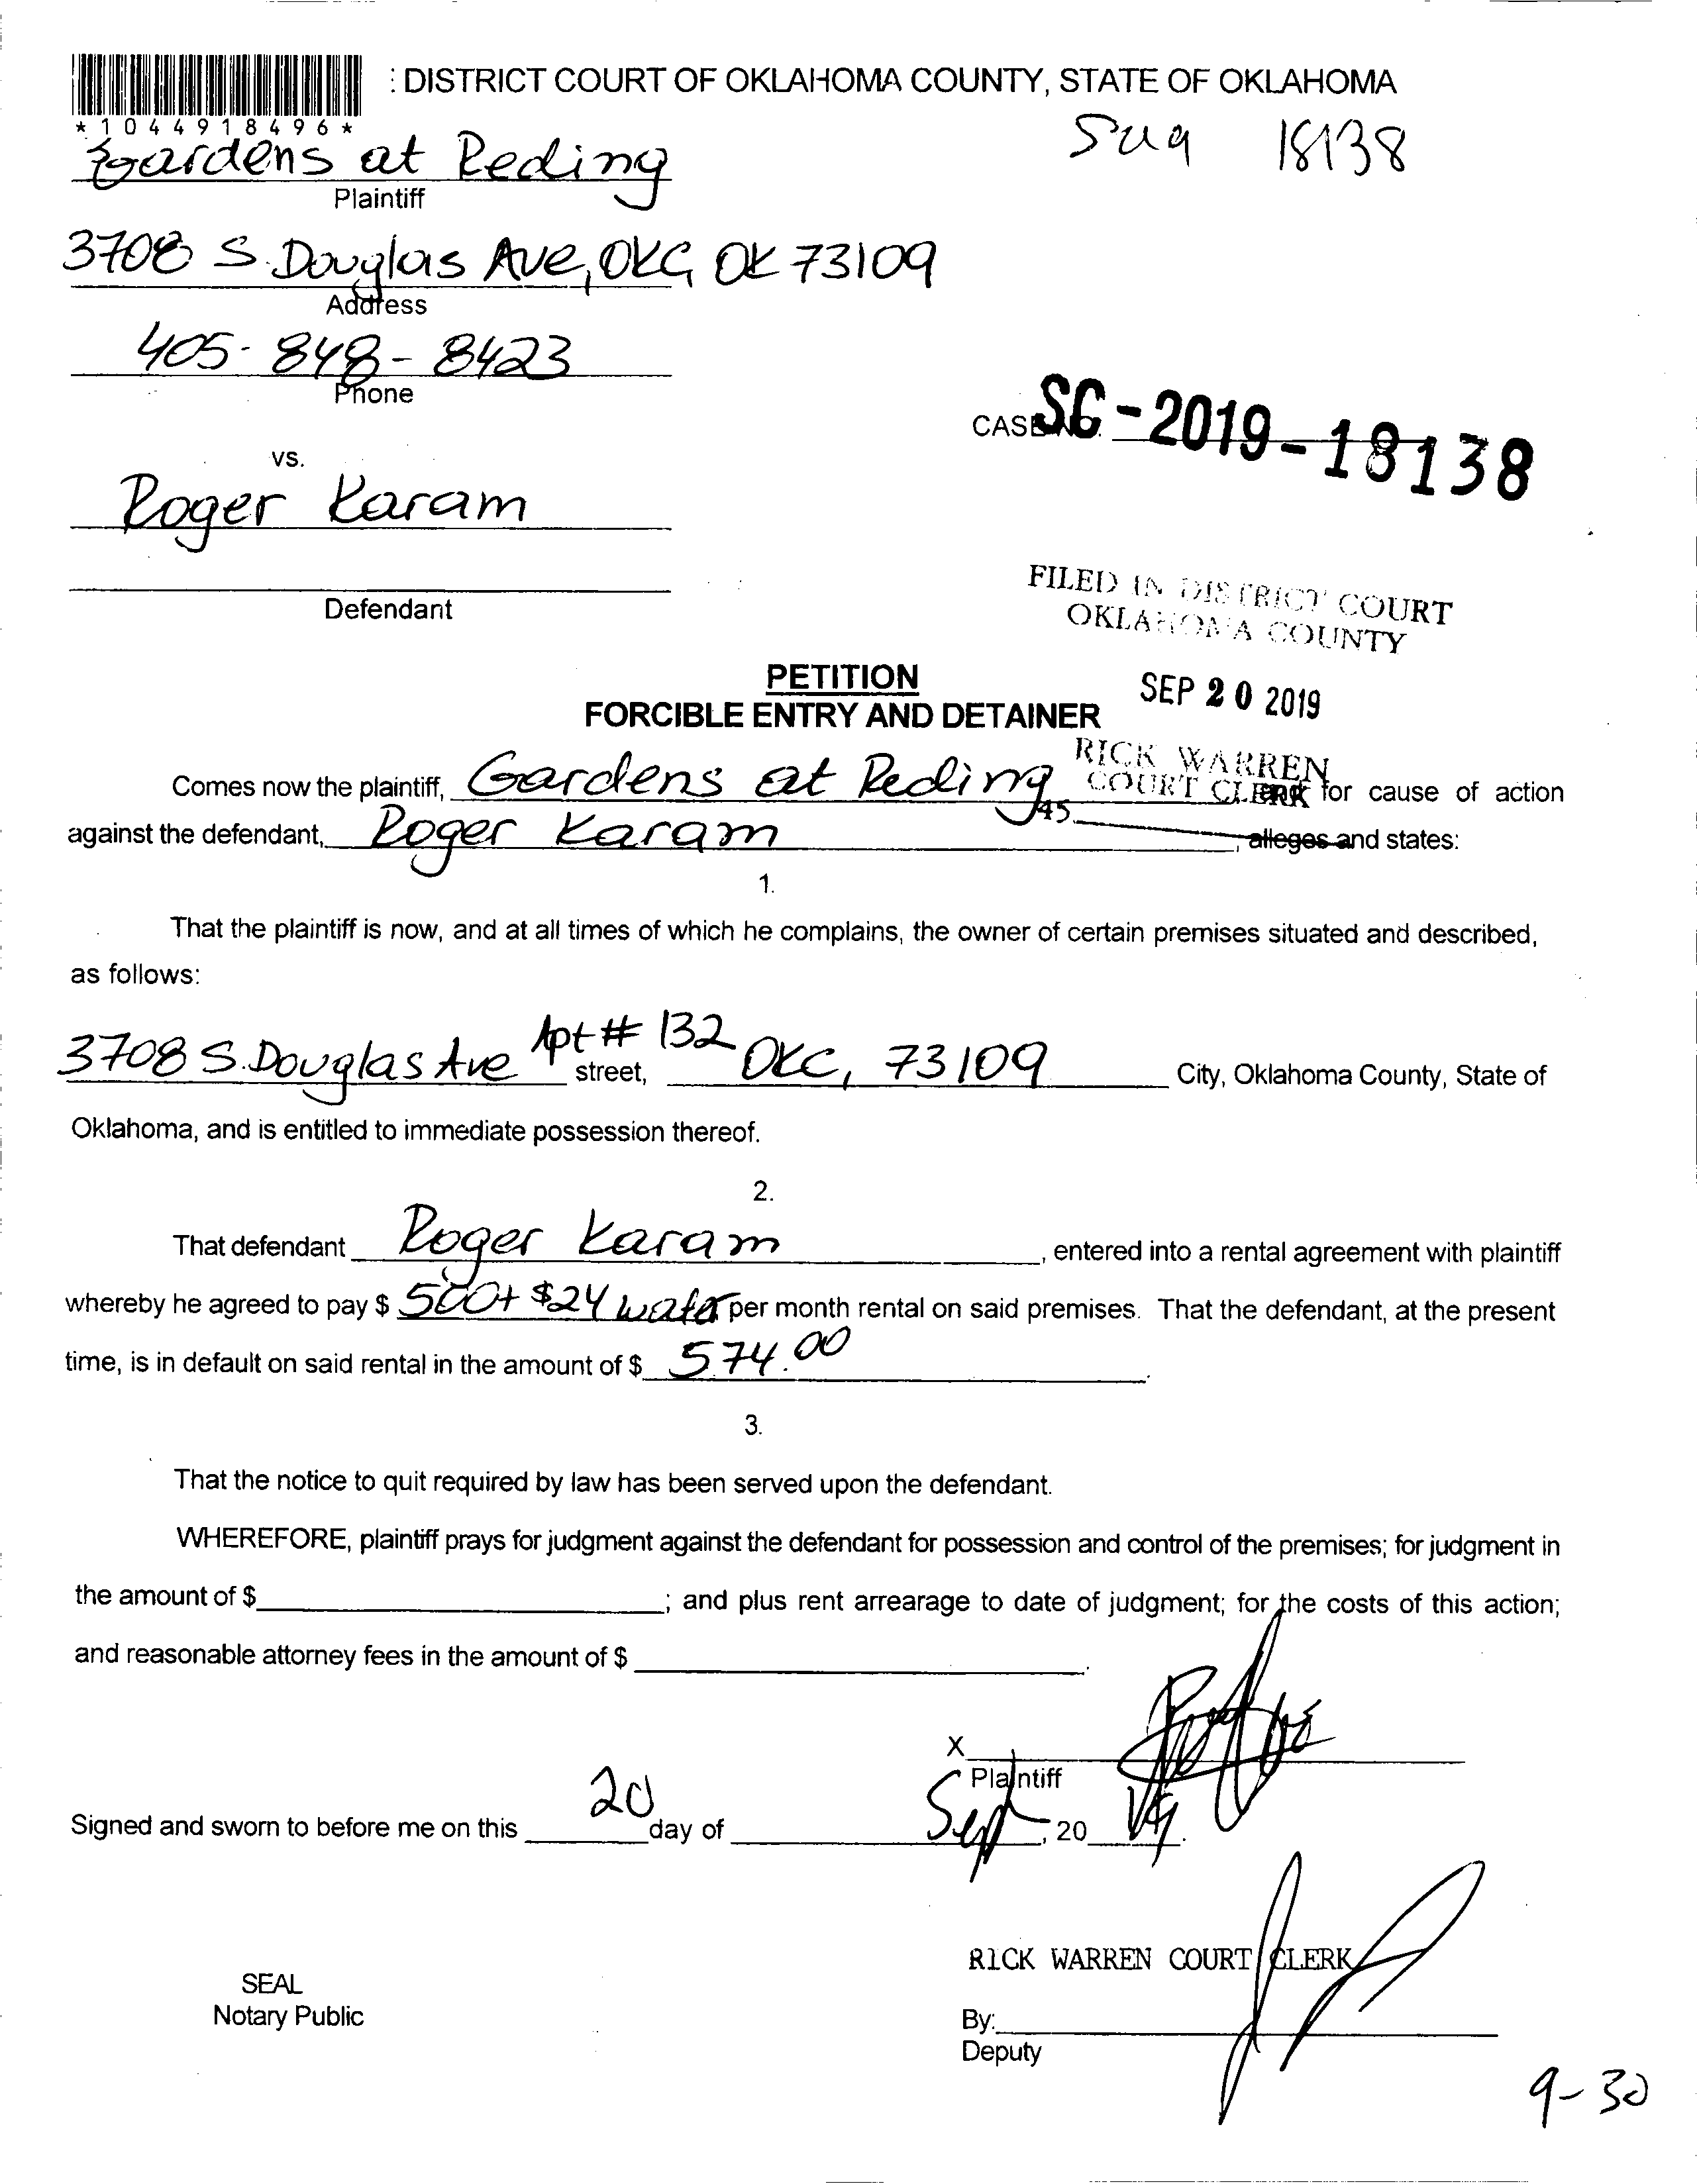 : DISTRICT COURT OF OKLAHOMA COUNTY, STATE OF OKLAHOMA
*1044918496*
Gardens at Reding
18138
Plaintiff
3708 S. Douglas Ave, OKC, OK 73109
Address
405-848-8423
Phone
CASE NO. SC-2019-18138
vs.
Roger Karam
Defendant
FILED IN DISTRICT COURT
OKLAHOMA COUNTY
PETITION
FORCIBLE ENTRY AND DETAINER
SEP 20 2019
RICK WARREN
COURT CLERK
45
Comes now the plaintiff, Gardens at Reding for cause of action
against the defendant, Roger Karam, alleges and states:
1.
That the plaintiff is now, and at all times of which he complains, the owner of certain premises situated and described,
as follows:
3708 S. Douglas Ave Apt # 132 street, OKC, 73109 City, Oklahoma County, State of
Oklahoma, and is entitled to immediate possession thereof.
2.
That defendant Roger Karam, entered into a rental agreement with plaintiff
whereby he agreed to pay $ 500+ $24 water per month rental on said premises. That the defendant, at the present
time, is in default on said rental in the amount of $ 574.00.
3.
That the notice to quit required by law has been served upon the defendant.
WHEREFORE, plaintiff prays for judgment against the defendant for possession and control of the premises; for judgment in
the amount of $; and plus rent arrearage to date of judgment; for the costs of this action;
and reasonable attorney fees in the amount of $.
X
Plaintiff
Signed and sworn to before me on this 20 day of Sept, 20 19.
RICK WARREN COURT CLERK
SEAL
Notary Public
By:
Deputy
9-30